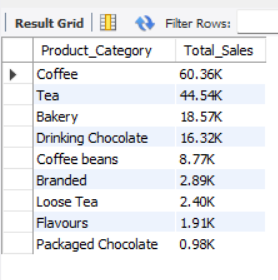 Result Grid Filter Rows:
Product_Category Total_Sales
Coffee 60.36K
Tea 44.54K
Bakery 18.57K
Drinking Chocolate 16.32K
Coffee beans 8.77K
Branded 2.89K
Loose Tea 2.40K
Flavours 1.91K
Packaged Chocolate 0.98K